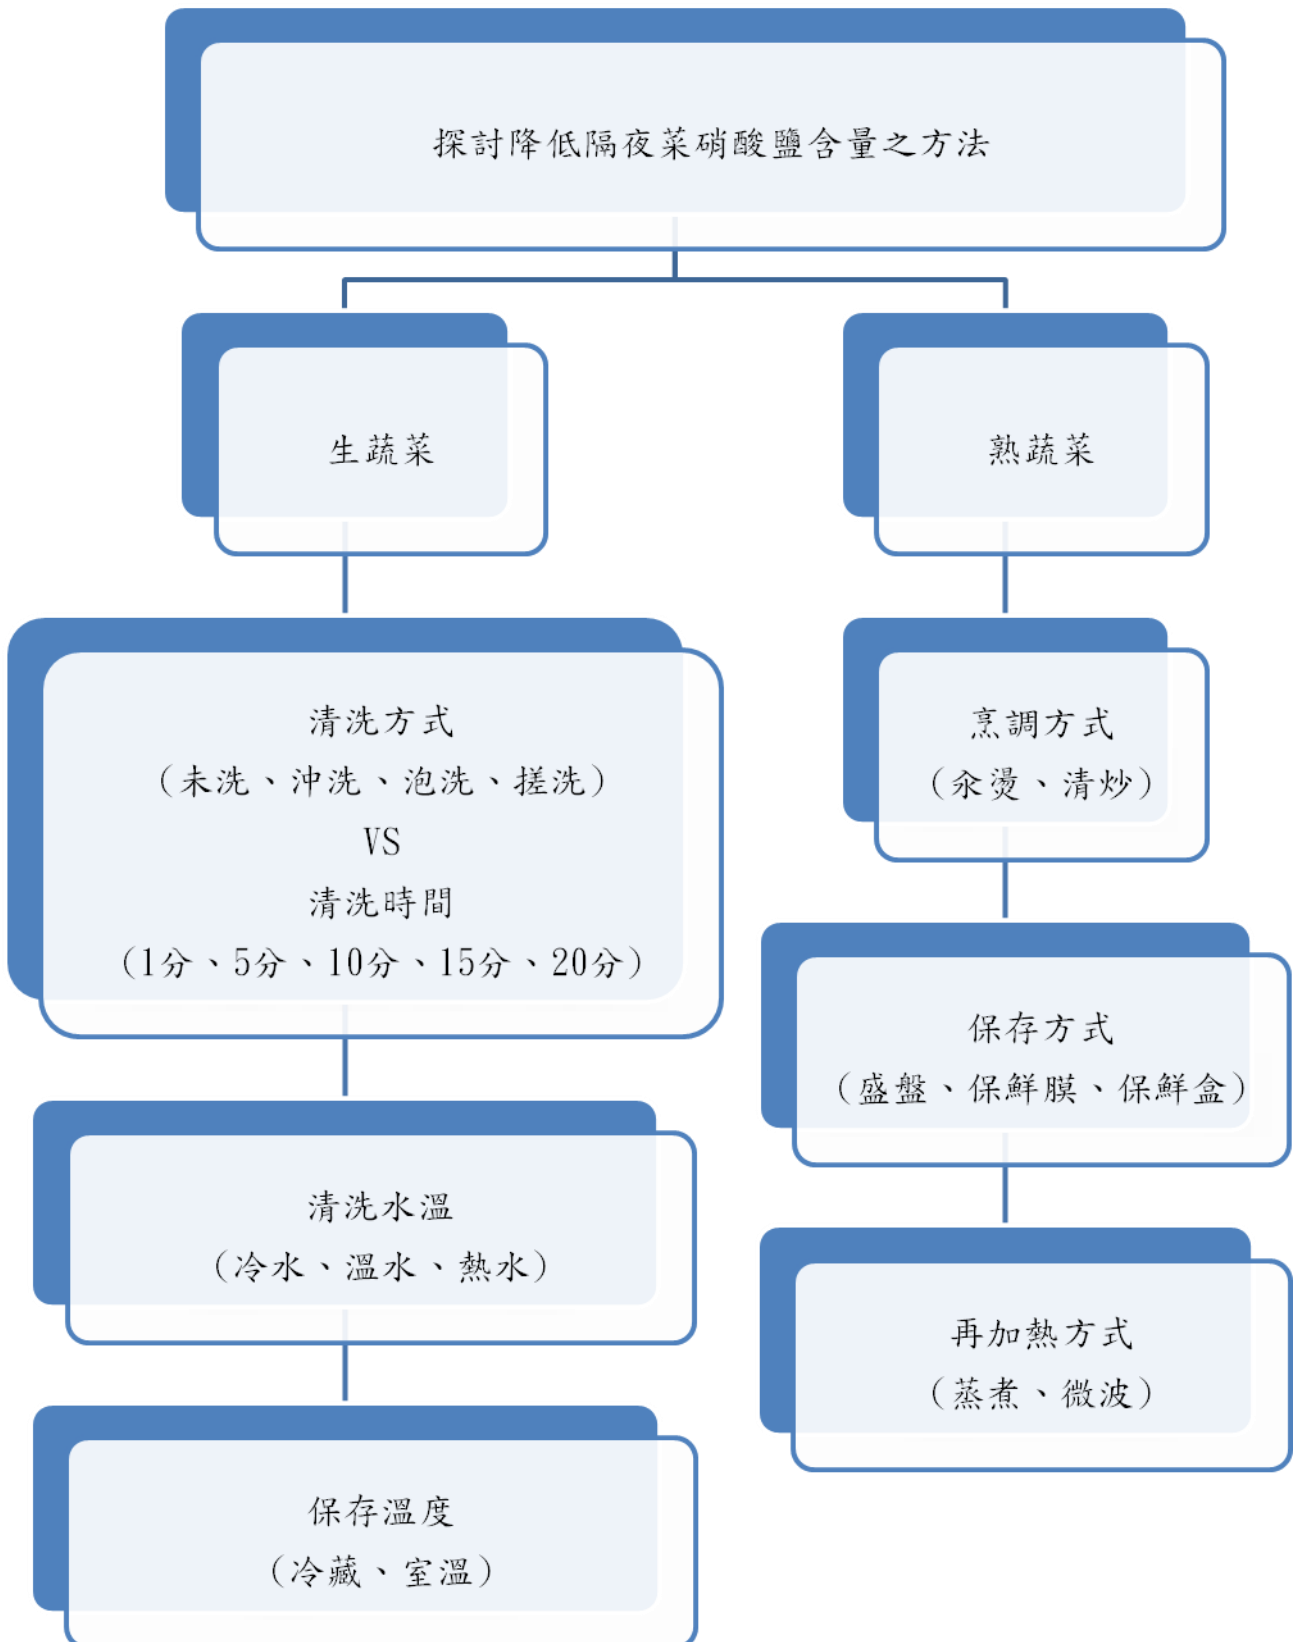 探討降低隔夜菜硝酸鹽含量之方法
生蔬菜
清洗方式
(未洗、沖洗、泡洗、搓洗)
VS
清洗時間
(1分、5分、10分、15分、20分)
清洗水溫
(冷水、溫水、熱水)
保存溫度
(冷藏、室溫)
熟蔬菜
烹調方式
(汆燙、清炒)
保存方式
(盛盤、保鮮膜、保鮮盒)
再加熱方式
(蒸煮、微波)